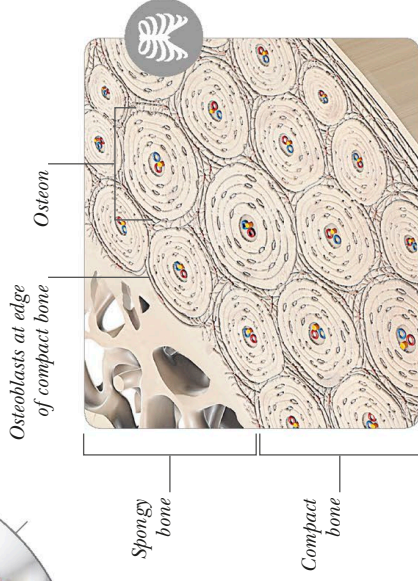 Osteoblasts at edge
of compact bone
Osteon
Spongy
bone
Compact
bone